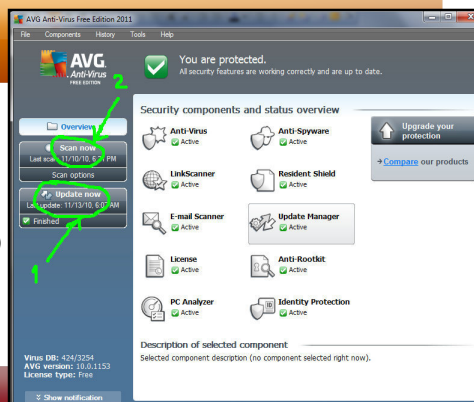 AVG Anti-Virus Free Edition 2011
File Components History Tools Help
AVG.
Anti-Virus
FREE EDITION
You are protected.
All security features are working correctly and are up to date.
2
Security components and status overview
Overview
Scan now
Last scan: 11/10/10, PM
Scan options
Update now
Last update: 11/13/10, 6:07 AM
Finished
1
Anti-Virus
Active
Anti-Spyware
Active
LinkScanner
Active
Resident Shield
Active
E-mail Scanner
Active
Update Manager
Active
License
Active
Anti-Rootkit
Active
PC Analyzer
Active
Identity Protection
Active
Upgrade your
protection
Compare our products
Description of selected component
Selected component description (no component selected right now).
Virus DB: 424/3254
AVG version: 10.0.1153
License type: Free
Show notification